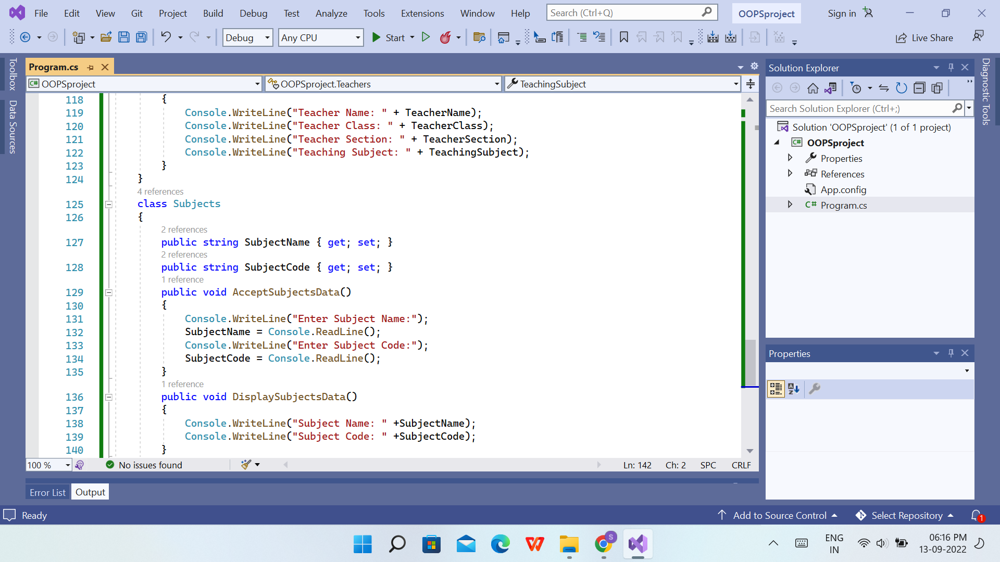 File Edit View Git Project Build Debug Test Analyze Tools Extensions Window Help Search (Ctrl+Q) OOPSproject Sign in
Debug Any CPU Start Live Share
Toolbox
Data Sources
Program.cs
OOPSproject OOPSproject.Teachers TeachingSubject
118 {
119 Console.WriteLine("Teacher Name: " + TeacherName);
120 Console.WriteLine("Teacher Class: " + TeacherClass);
121 Console.WriteLine("Teacher Section: " + TeacherSection);
122 Console.WriteLine("Teaching Subject: " + TeachingSubject);
123 }
124 }
4 references
125 class Subjects
126 {
2 references
127 public string SubjectName { get; set; }
2 references
128 public string SubjectCode { get; set; }
1 reference
129 public void AcceptSubjectsData()
130 {
131 Console.WriteLine("Enter Subject Name:");
132 SubjectName = Console.ReadLine();
133 Console.WriteLine("Enter Subject Code:");
134 SubjectCode = Console.ReadLine();
135 }
1 reference
136 public void DisplaySubjectsData()
137 {
138 Console.WriteLine("Subject Name: " +SubjectName);
139 Console.WriteLine("Subject Code: " +SubjectCode);
140 }
100 % No issues found Ln: 142 Ch: 2 SPC CRLF
Error List Output
Solution Explorer
Search Solution Explorer (Ctrl+;)
Solution 'OOPSproject' (1 of 1 project)
C# OOPSproject
Properties
References
App.config
C# Program.cs
Properties
Diagnostic Tools
Ready Add to Source Control Select Repository 1
S
ENG
IN
06:16 PM
13-09-2022